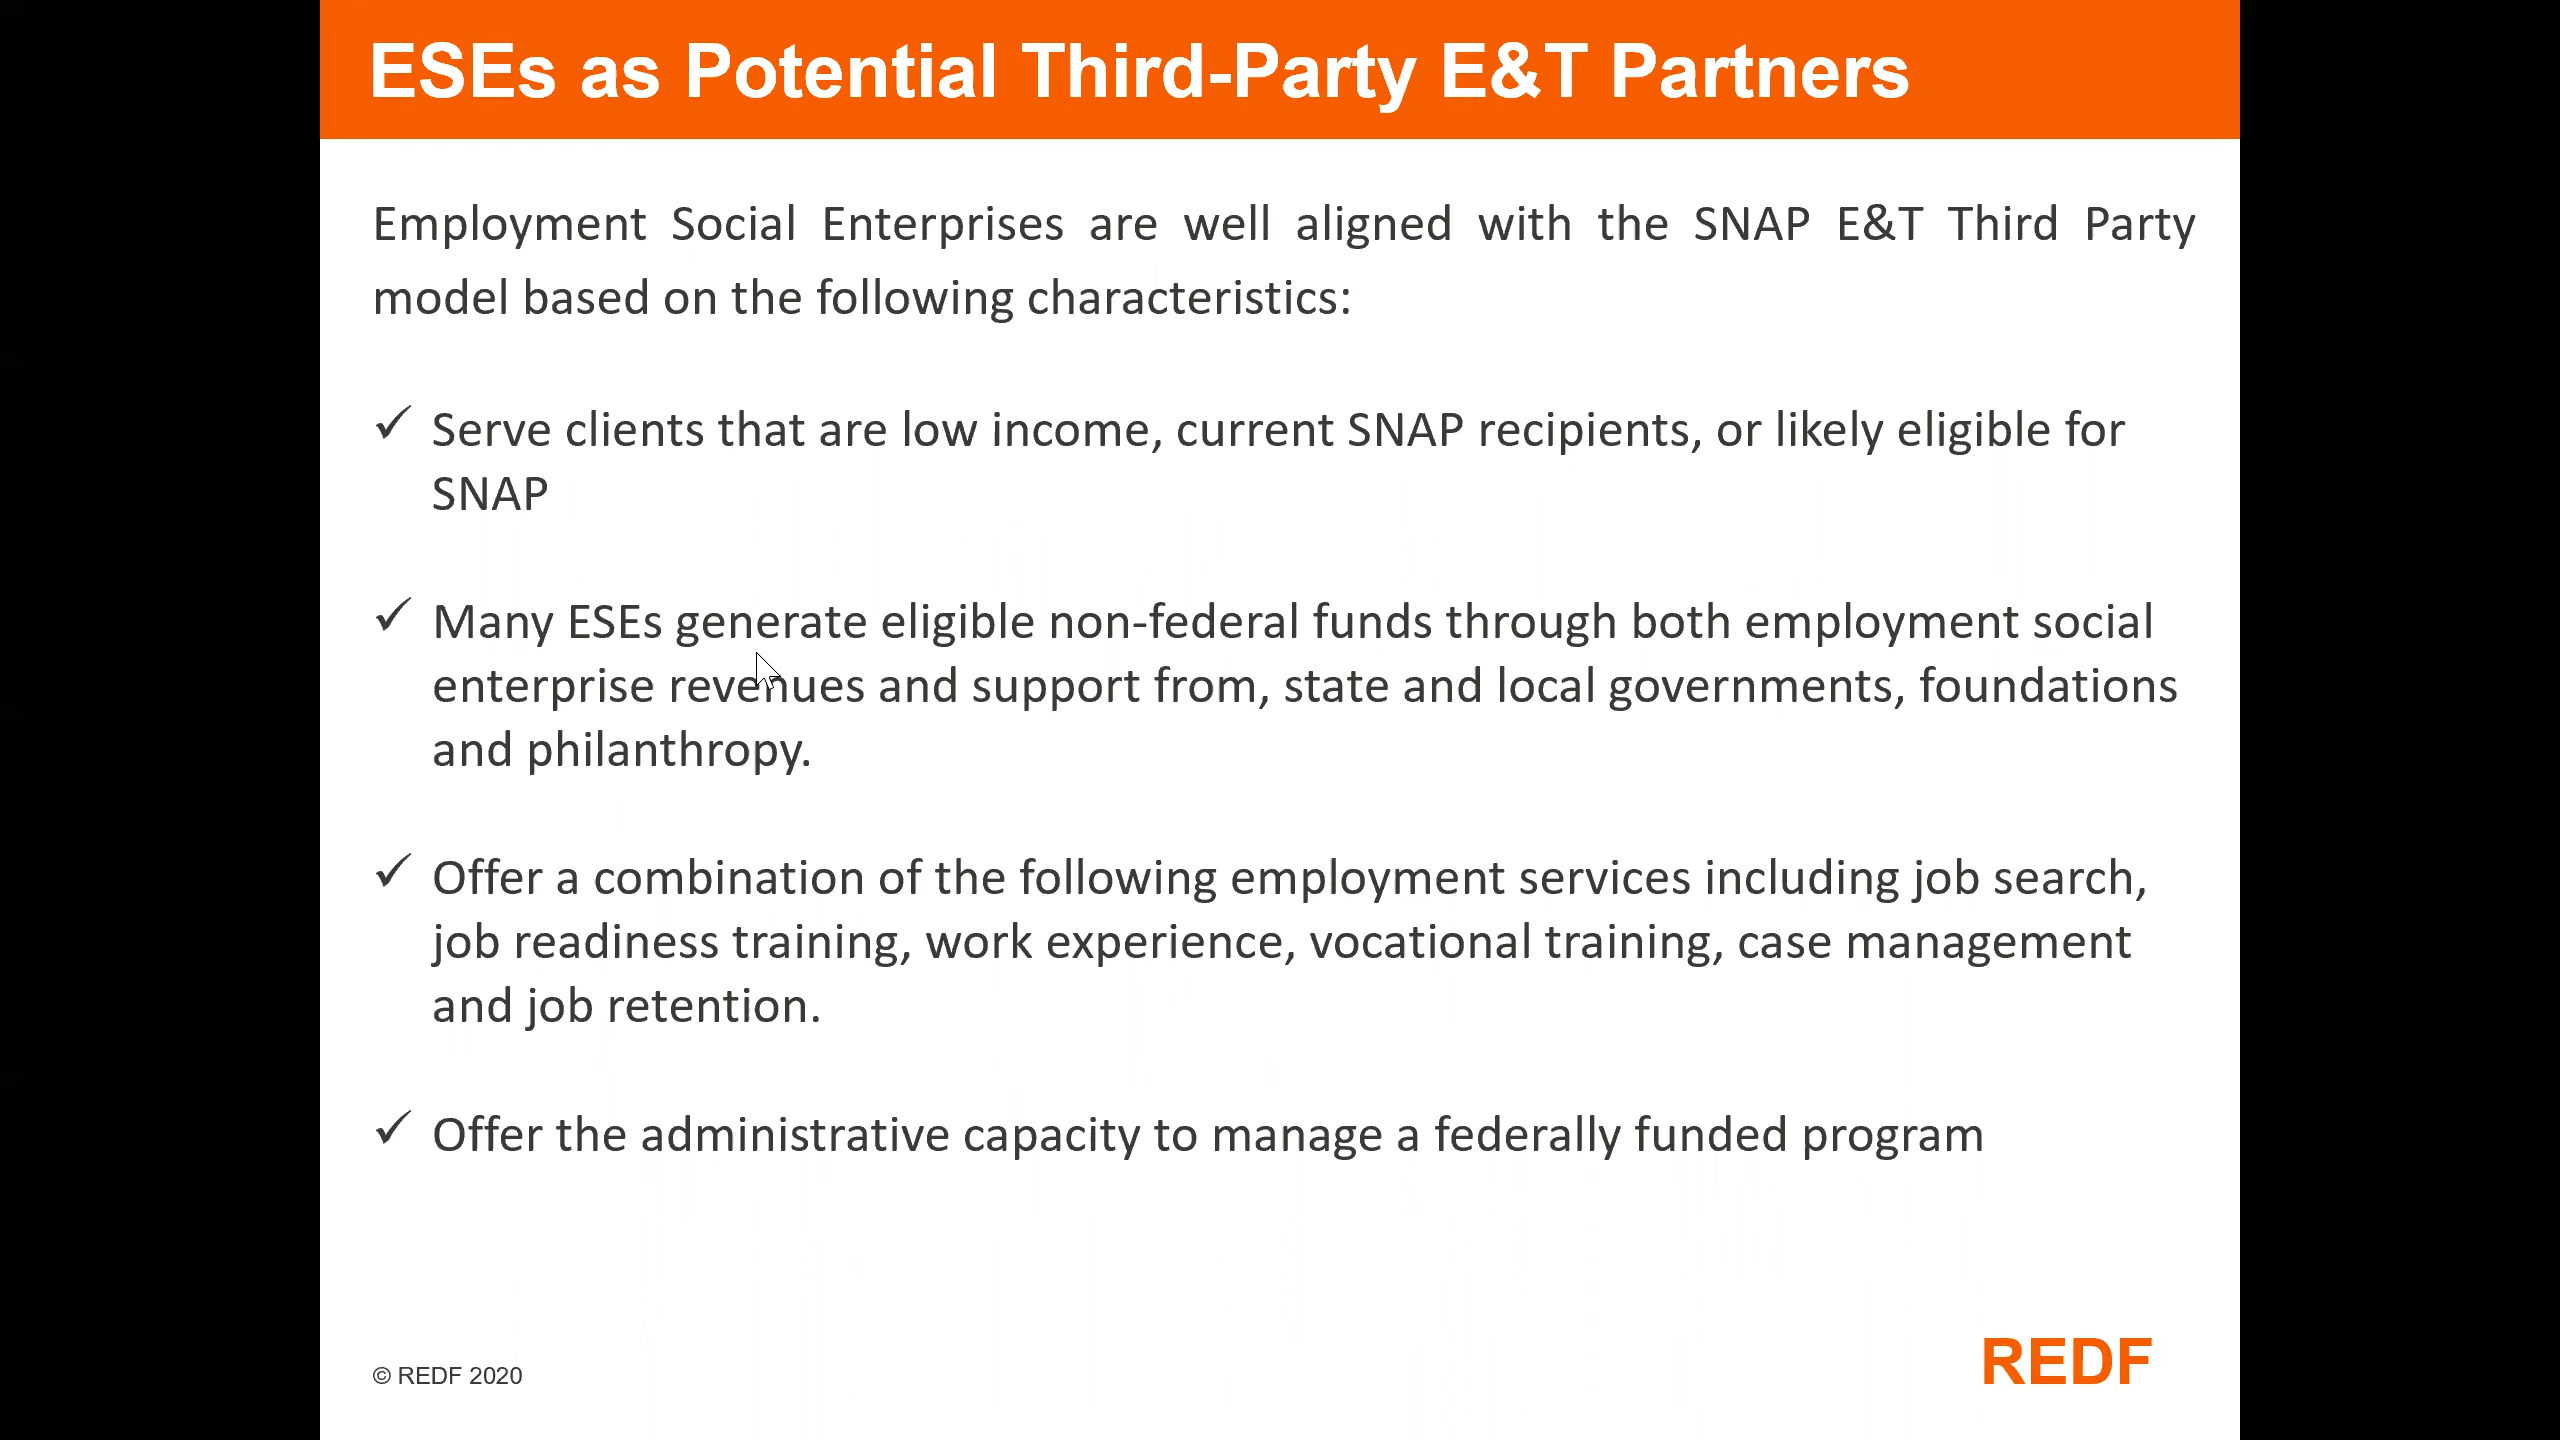 ESEs as Potential Third-Party E&T Partners
Employment Social Enterprises are well aligned with the SNAP E&T Third Party
model based on the following characteristics:
✓ Serve clients that are low income, current SNAP recipients, or likely eligible for
SNAP
✓ Many ESEs generate eligible non-federal funds through both employment social
enterprise revenues and support from, state and local governments, foundations
and philanthropy.
✓ Offer a combination of the following employment services including job search,
job readiness training, work experience, vocational training, case management
and job retention.
✓ Offer the administrative capacity to manage a federally funded program
© REDF 2020
REDF